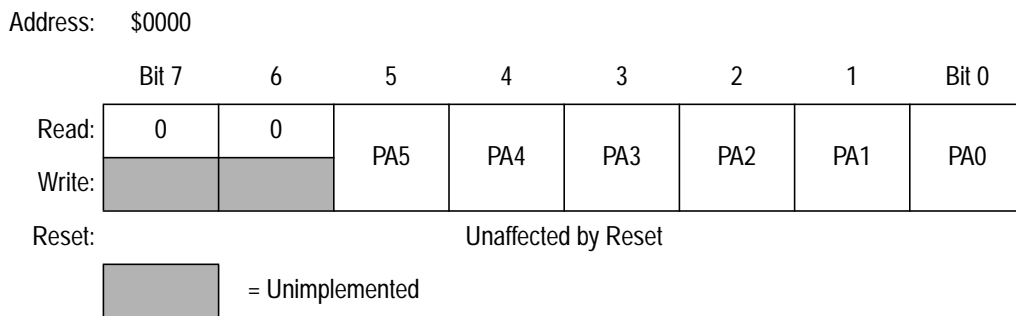 Address: $0000
Bit 7 6 5 4 3 2 1 Bit 0
Read: 0 0 PA5 PA4 PA3 PA2 PA1 PA0
Write:
Reset: Unaffected by Reset
= Unimplemented